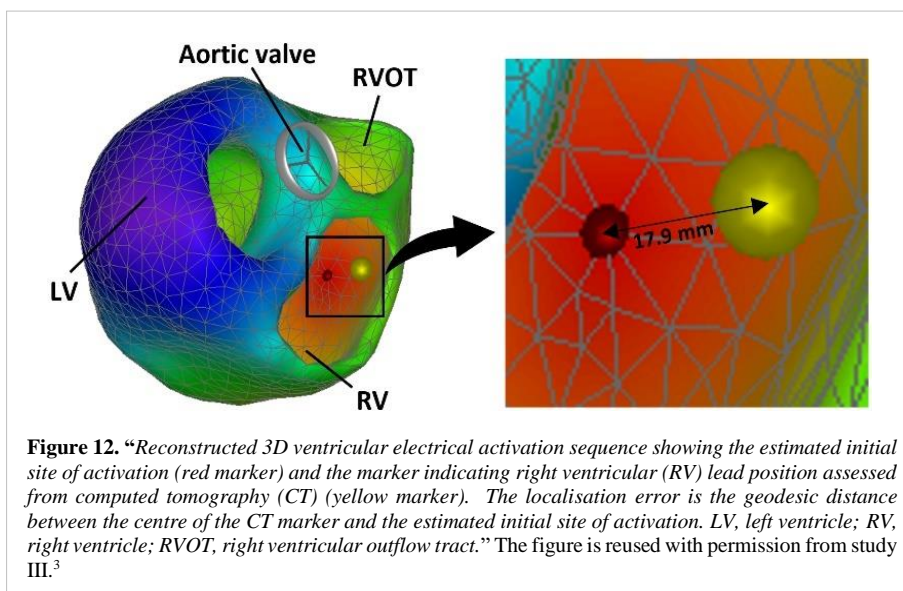 Aortic valve
RVOT
LV
RV
17.9 mm
Figure 12. “Reconstructed 3D ventricular electrical activation sequence showing the estimated initial
site of activation (red marker) and the marker indicating right ventricular (RV) lead position assessed
from computed tomography (CT) (yellow marker). The localisation error is the geodesic distance
between the centre of the CT marker and the estimated initial site of activation. LV, left ventricle; RV,
right ventricle; RVOT, right ventricular outflow tract.” The figure is reused with permission from study
III.³